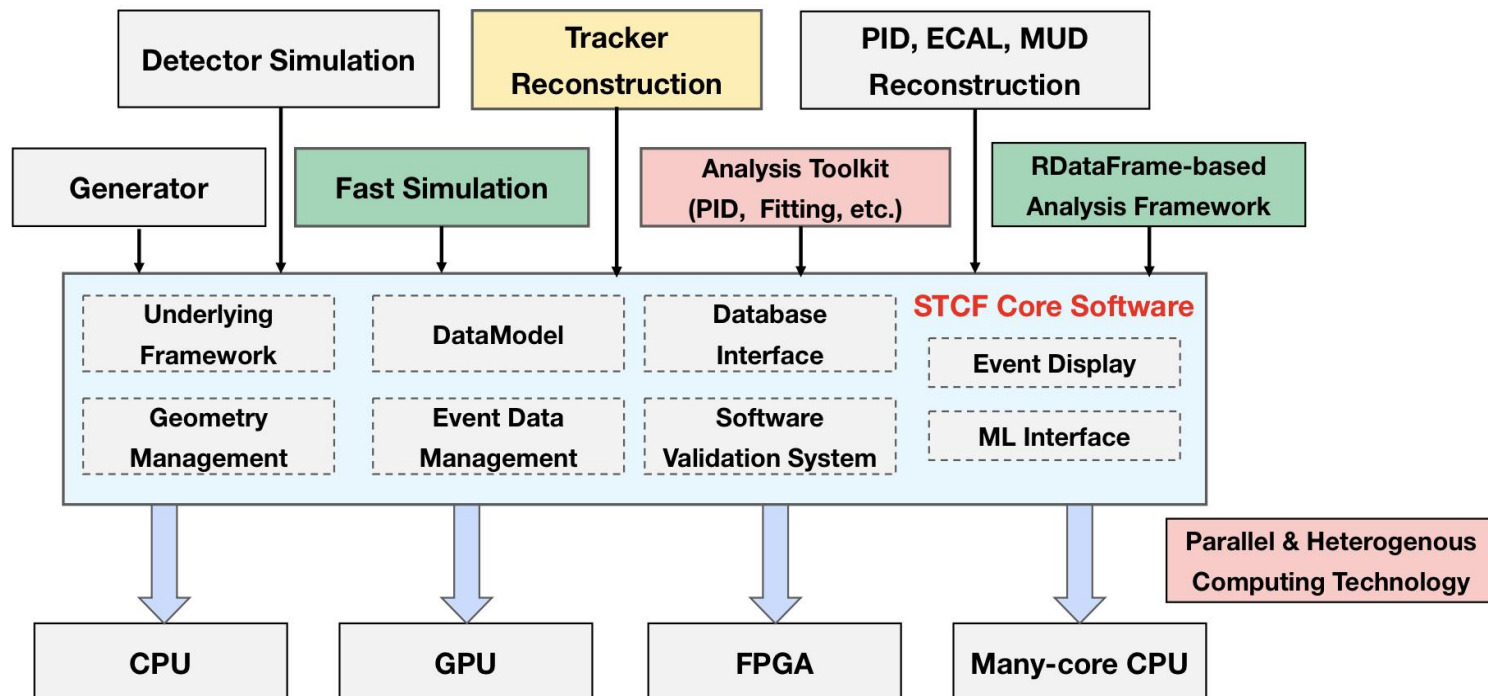 Detector Simulation
Tracker
Reconstruction
PID, ECAL, MUD
Reconstruction
Generator
Fast Simulation
Analysis Toolkit
(PID, Fitting, etc.)
RDataFrame-based
Analysis Framework
STCF Core Software
Underlying
Framework
DataModel
Database
Interface
Event Display
Geometry
Management
Event Data
Management
Software
Validation System
ML Interface
Parallel & Heterogenous
Computing Technology
CPU
GPU
FPGA
Many-core CPU